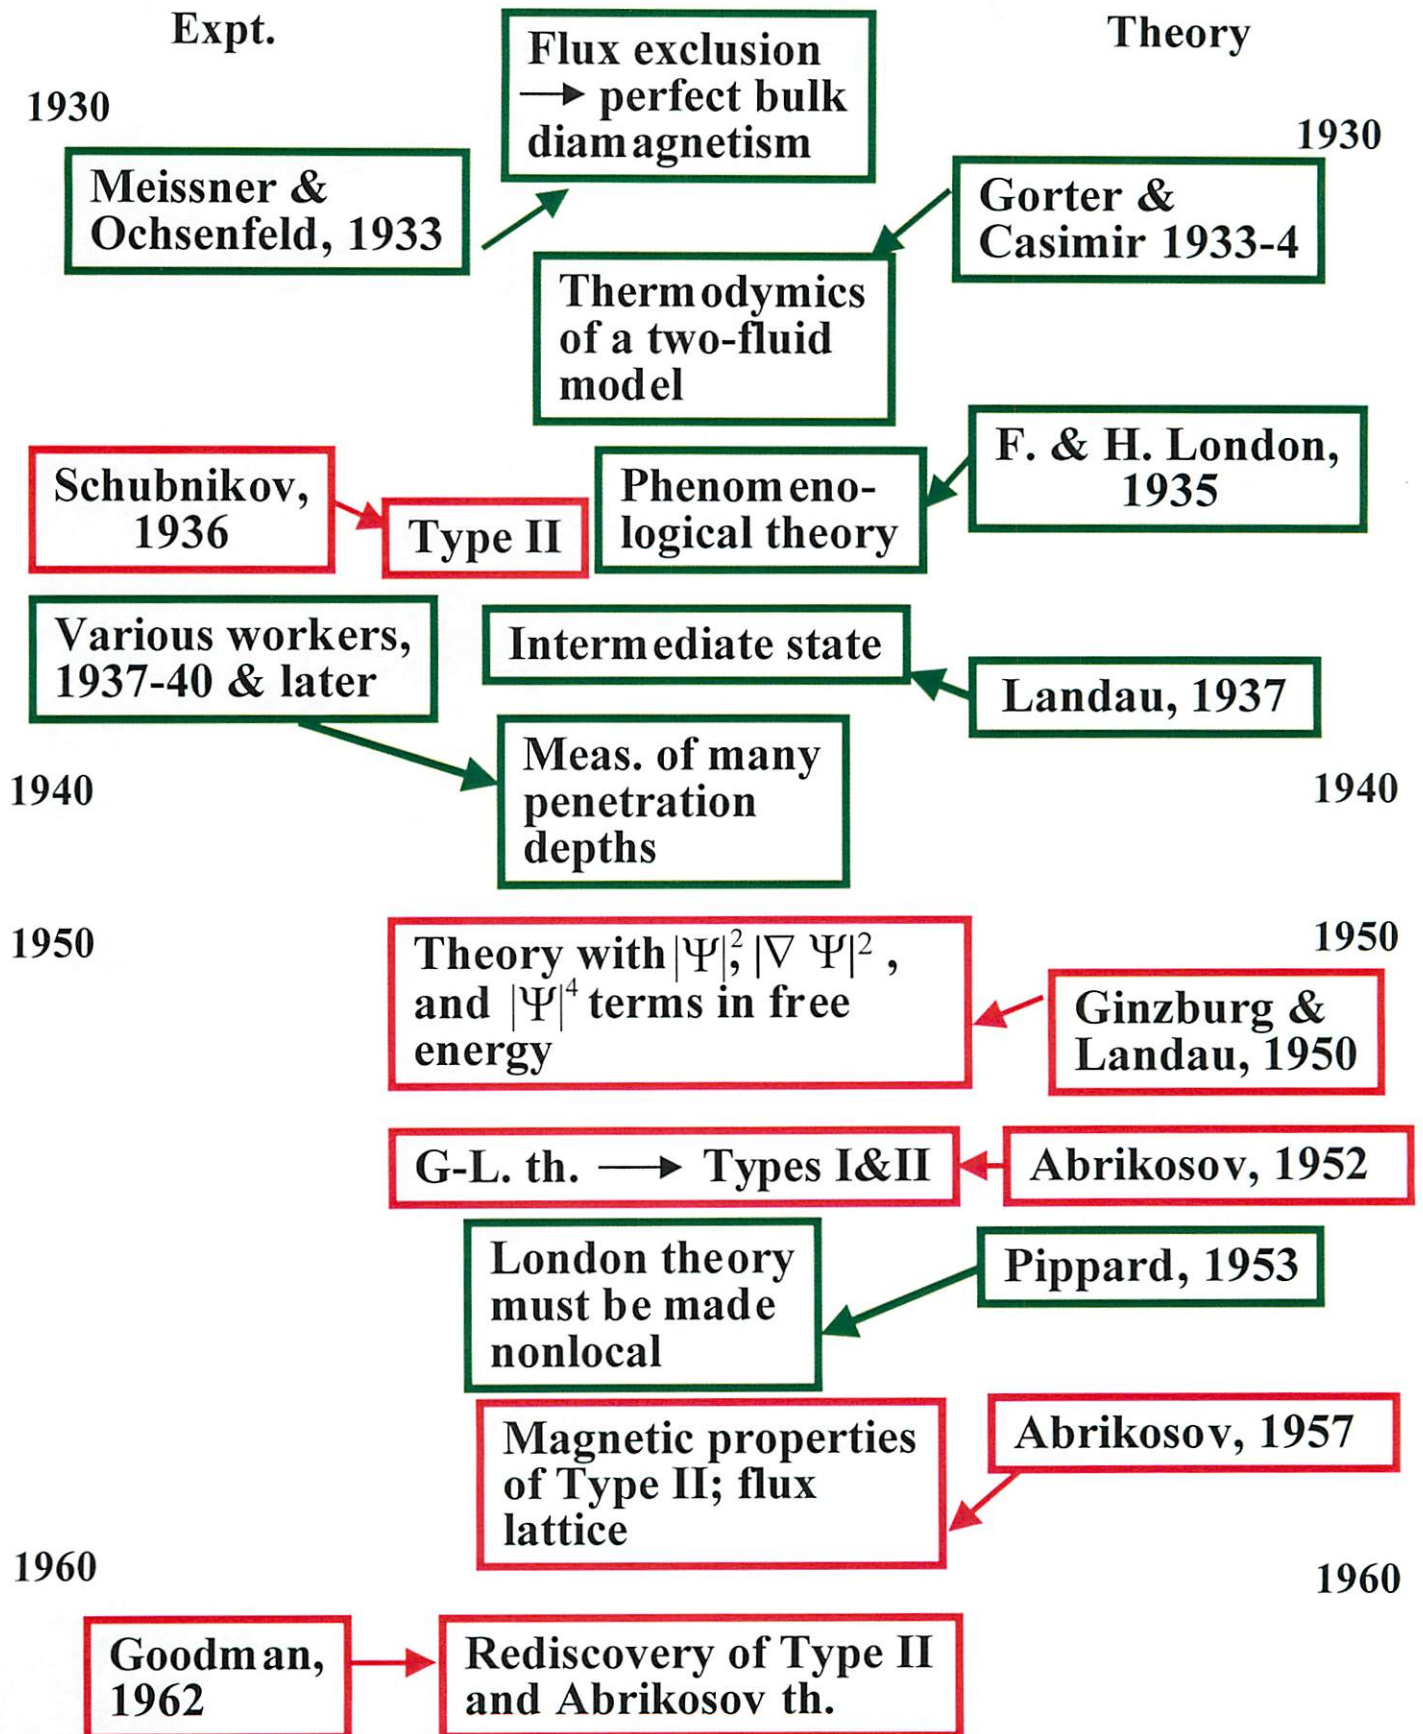 Expt.
Theory
Flux exclusion
→ perfect bulk
diamagnetism
1930
1930
Meissner &
Ochsenfeld, 1933
Gorter &
Casimir 1933-4
Thermodymics
of a two-fluid
model
F. & H. London,
1935
Schubnikov,
1936
Type II
Phenomeno-
logical theory
Various workers,
1937-40 & later
Intermediate state
Landau, 1937
Meas. of many
penetration
depths
1940
1940
1950
1950
Theory with |Ψ|², |∇ Ψ|² ,
and |Ψ|⁴ terms in free
energy
Ginzburg &
Landau, 1950
G-L. th. → Types I&II
Abrikosov, 1952
London theory
must be made
nonlocal
Pippard, 1953
Magnetic properties
of Type II; flux
lattice
Abrikosov, 1957
1960
1960
Goodman,
1962
Rediscovery of Type II
and Abrikosov th.